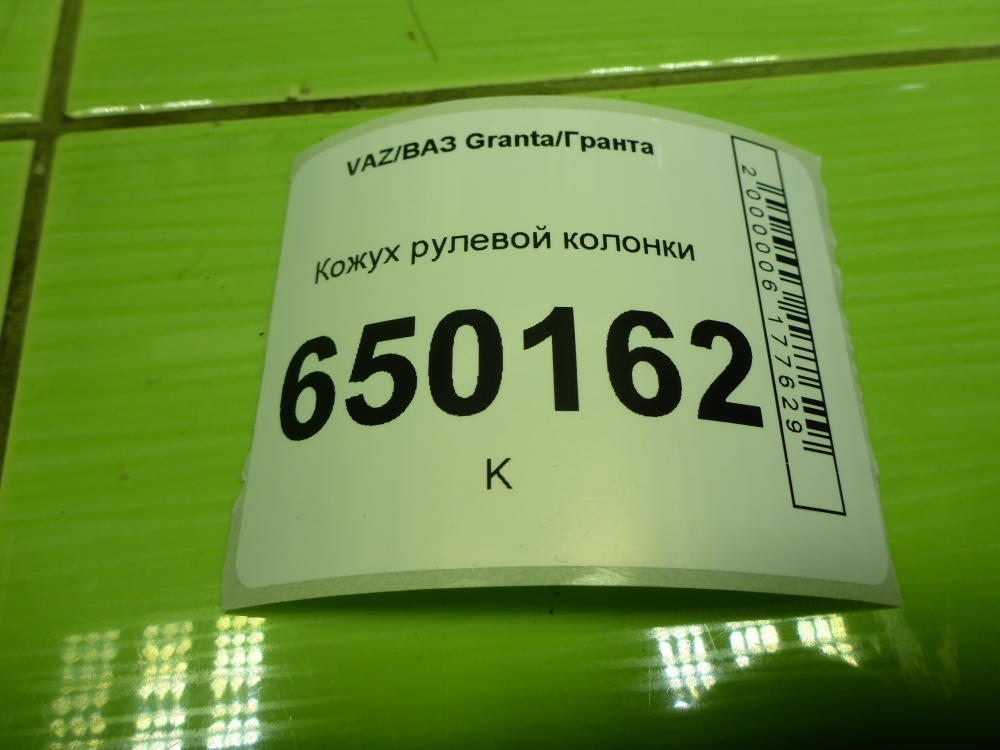 VAZ/ВАЗ Granta/Гранта
Кожух рулевой колонки
650162
К
2000006177629